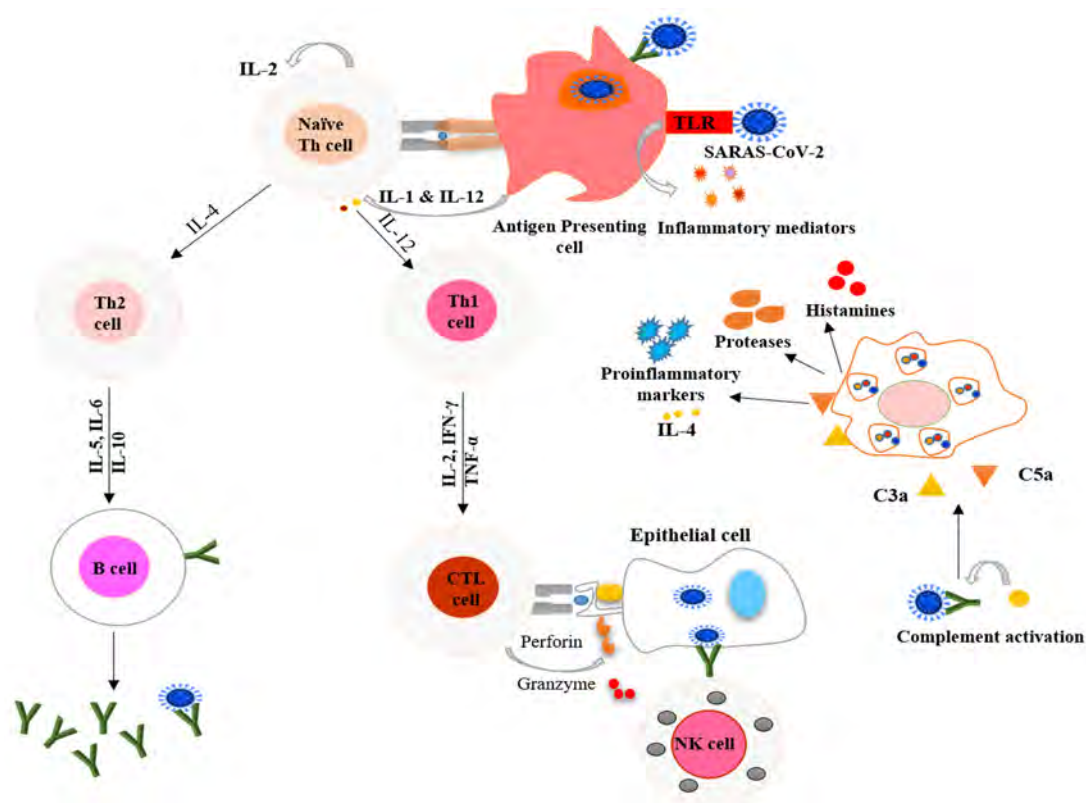 IL-2
Naïve
Th cell
TLR
SARAS-CoV-2
IL-1 & IL-12
Antigen Presenting
cell
Inflammatory mediators
IL-4
IL-12
Th2
cell
Th1
cell
Histamines
Proteases
Proinflammatory
markers
IL-4
IL-5, IL-6
IL-10
IL-2, IFN-γ
TNF-α
C5a
C3a
B cell
CTL
cell
Epithelial cell
Perforin
Granzyme
Complement activation
NK cell